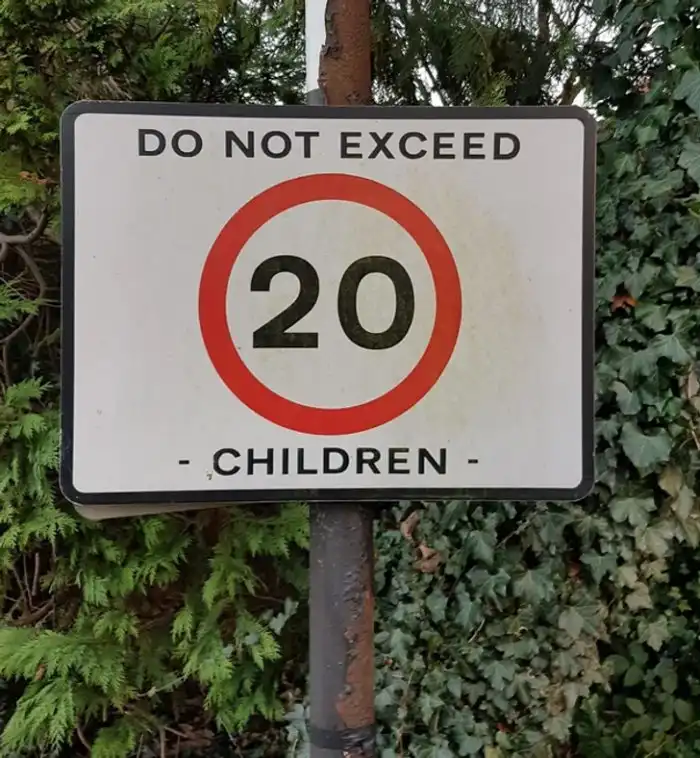 DO NOT EXCEED
20
- CHILDREN -